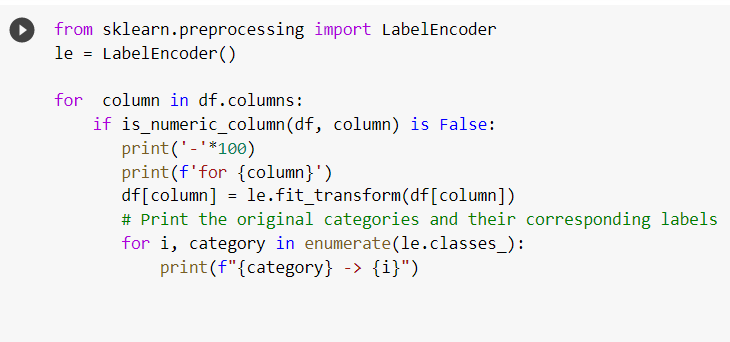 from sklearn.preprocessing import LabelEncoder
le = LabelEncoder()
for  column in df.columns:
    if is_numeric_column(df, column) is False:
       print('-'*100)
       print(f'for {column}')
       df[column] = le.fit_transform(df[column])
       # Print the original categories and their corresponding labels
       for i, category in enumerate(le.classes_):
           print(f"{category} -> {i}")